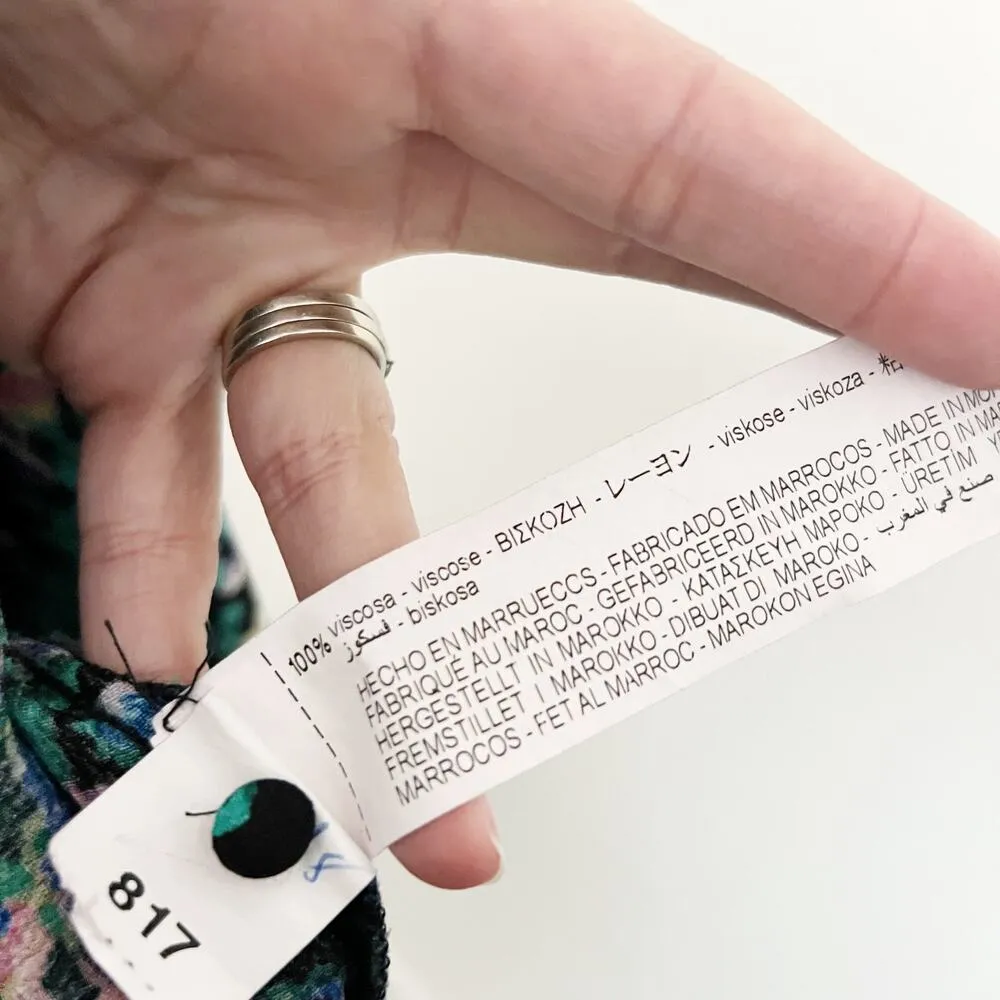 100% viscosa - viscose - ΒΙΣΚΟΖΗ - レーヨン - viskose - viskoza -
فسكوز - biskosa
HECHO EN MARRUECCS - FABRICADO EM MARROCOS - MADE IN
FABRIQUÉ AU MAROC - GEFABRICEERD IN MAROKKO - FATTO IN
HERGESTELLT IN MAROKKO - ΚΑΤΑΣΚΕΥΗ ΜΑΡΟΚΟ - ÜRETİM
FREMSTILLET I MAROKKO - DIBUAT DI MAROKO - صنع في المغرب
MARROCOS - FET AL MARROC - MAROKON EGINA
817